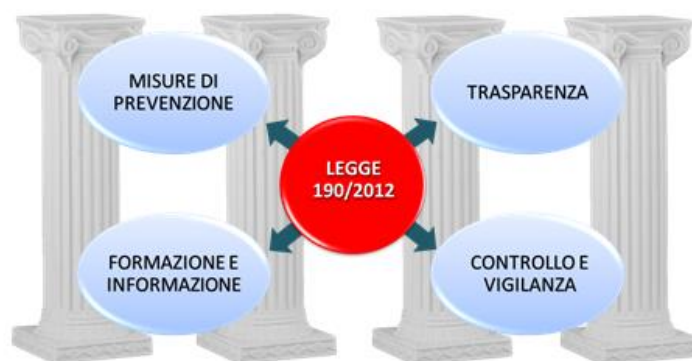 MISURE DI
PREVENZIONE
TRASPARENZA
LEGGE
190/2012
FORMAZIONE E
INFORMAZIONE
CONTROLLO E
VIGILANZA